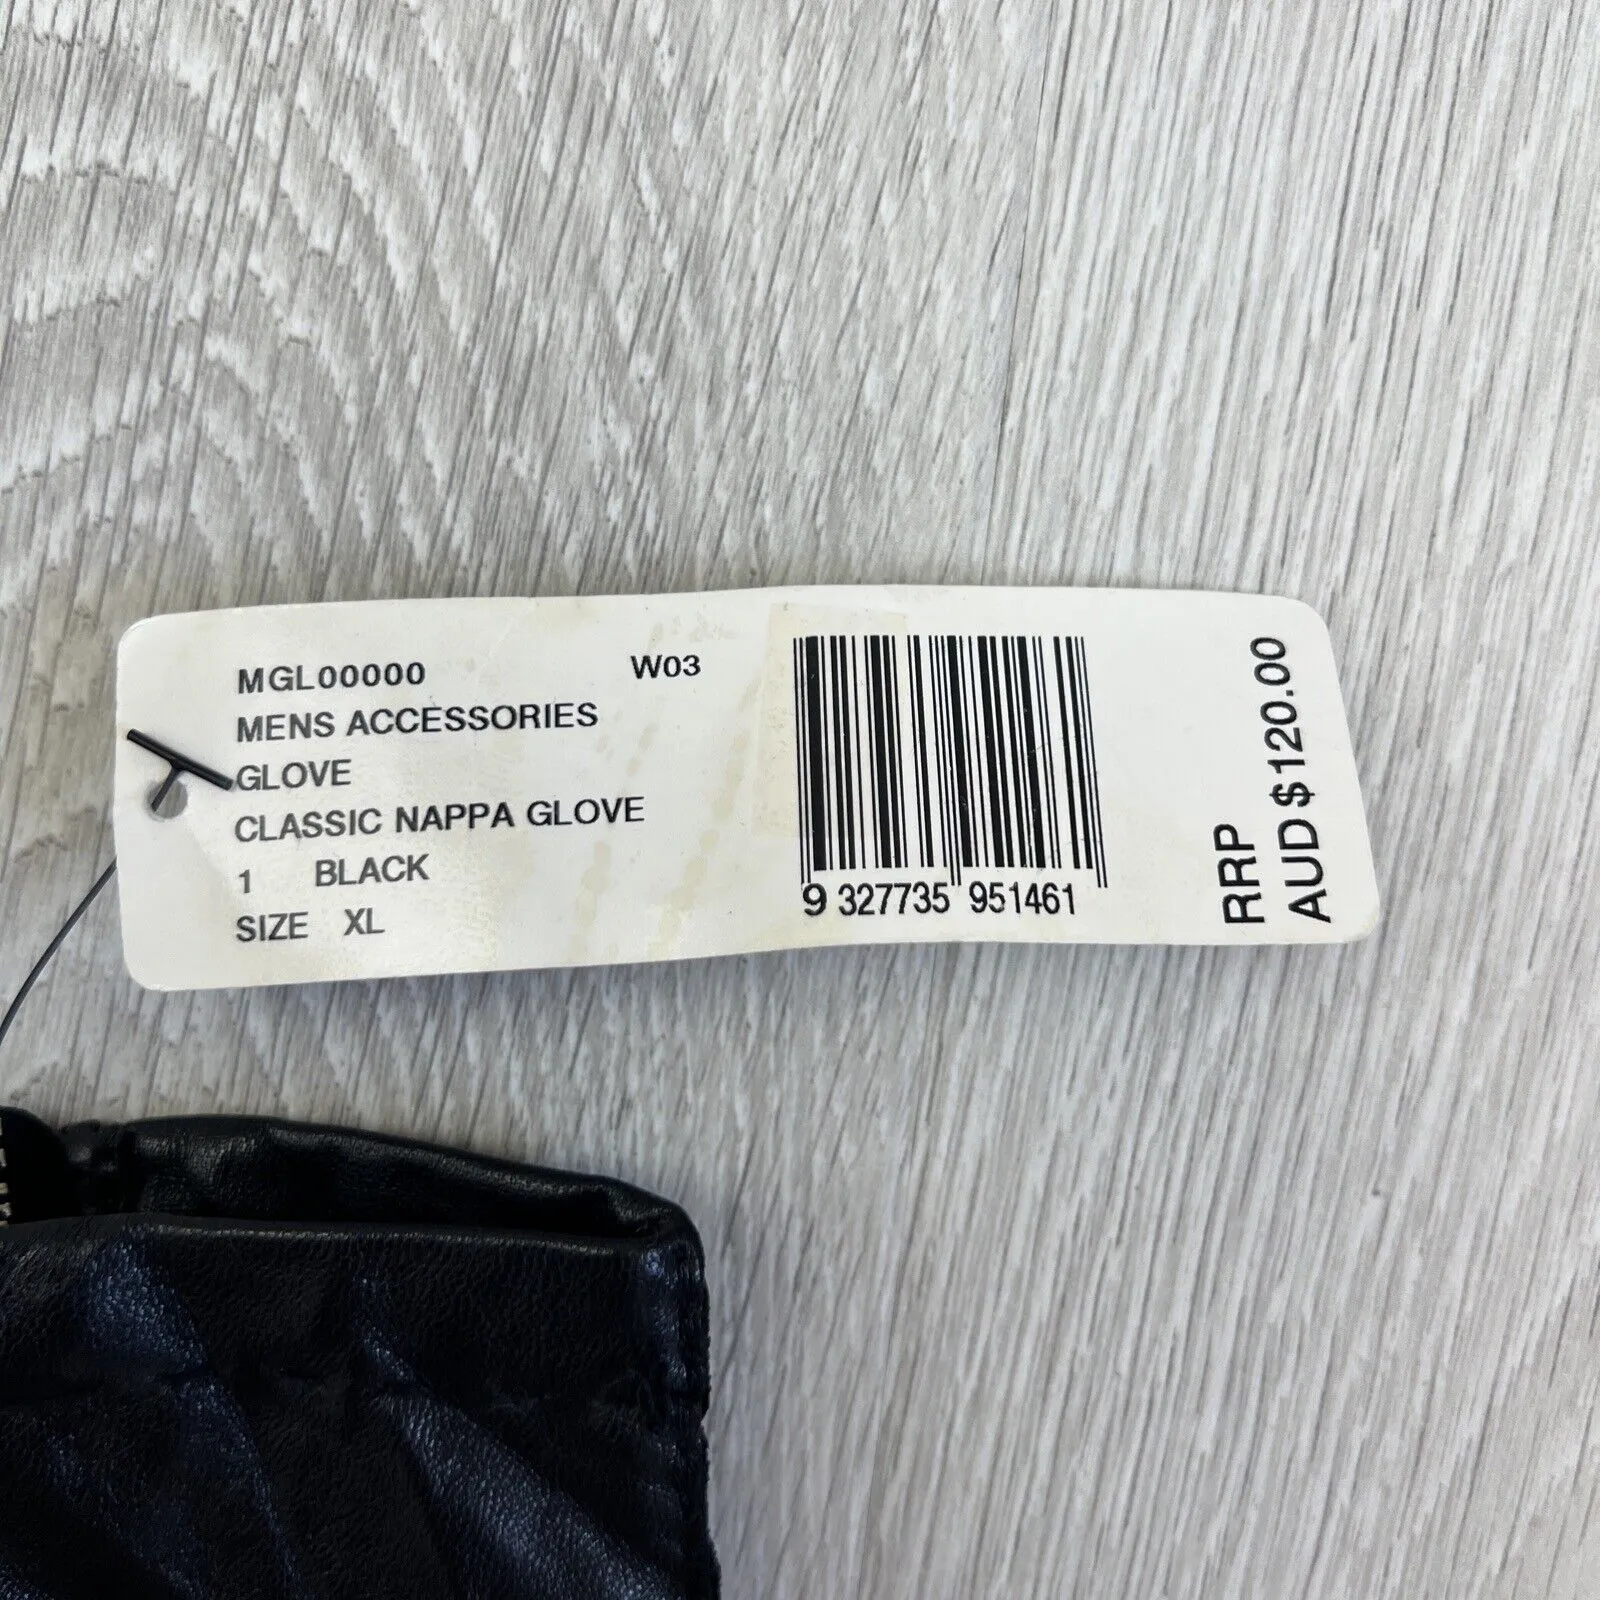 MGL00000 W03
MENS ACCESSORIES
GLOVE
CLASSIC NAPPA GLOVE
1 BLACK
SIZE XL
9 327735 951461
RRP
AUD $120.00